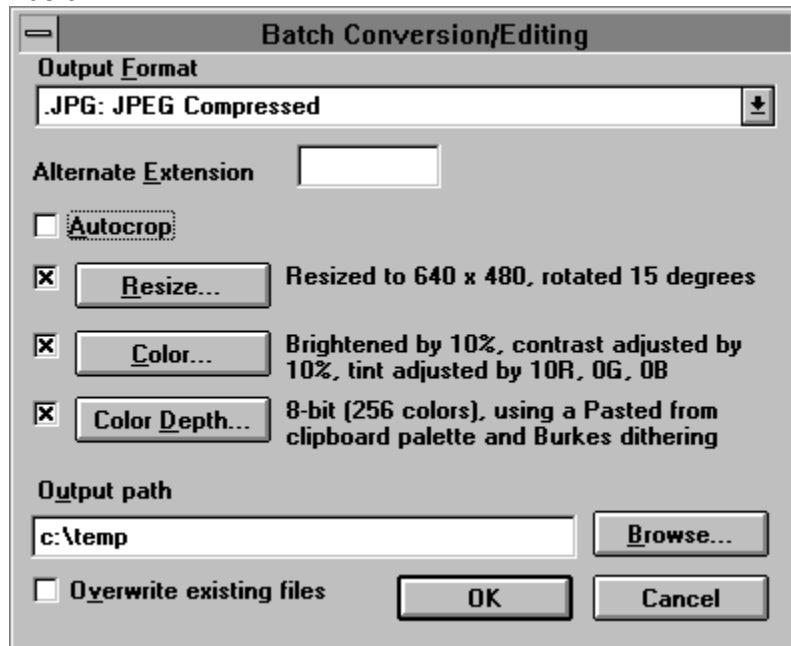 Batch Conversion/Editing
Output Format
.JPG: JPEG Compressed
Alternate Extension
Autocrop
Resize...
Resized to 640 x 480, rotated 15 degrees
Color...
Brightened by 10%, contrast adjusted by
10%, tint adjusted by 10R, 0G, 0B
Color Depth...
8-bit (256 colors), using a Pasted from
clipboard palette and Burkes dithering
Output path
c:\temp
Browse...
Overwrite existing files
OK
Cancel